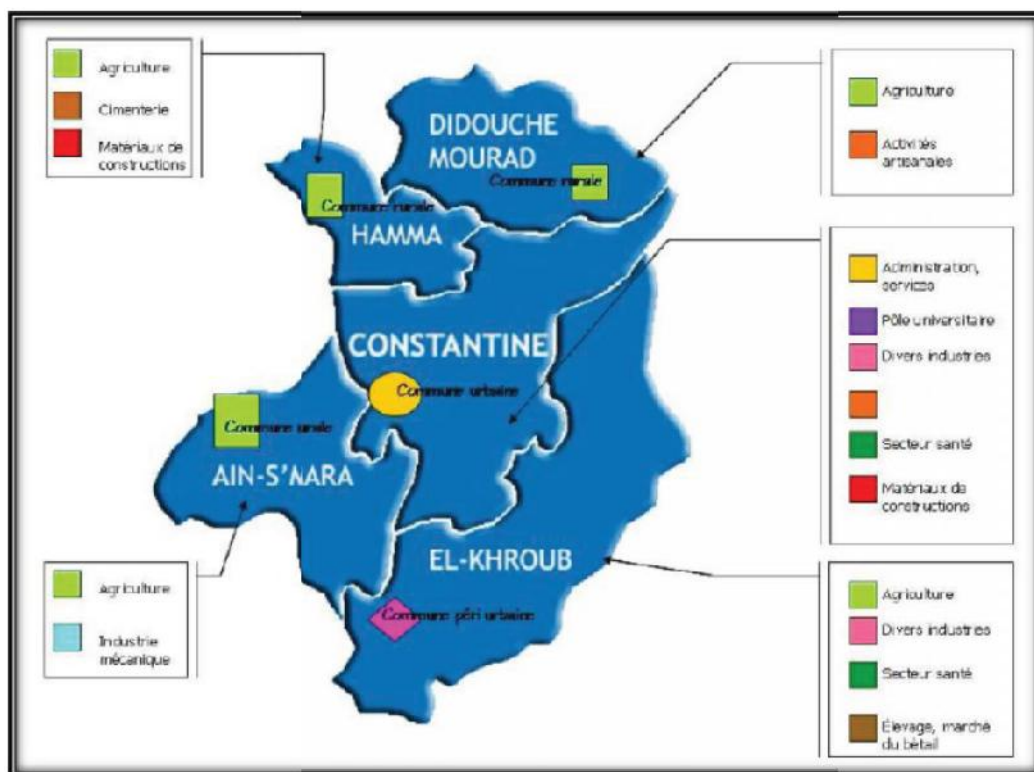 Agriculture
Cimenterie
Matériaux de
constructions
DIDOUCHE
MOURAD
Commune rurale
Agriculture
Activités
artisanales
Commune rurale
HAMMA
Administration,
services
Pôle universitaire
Divers industries
Secteur santé
Matériaux de
constructions
CONSTANTINE
Commune urbaine
Commune
AIN-S'MARA
EL-KHROUB
Commune péri urbaine
Agriculture
Industrie
mécanique
Agriculture
Divers industries
Secteur santé
Élevage, marché
du bétail